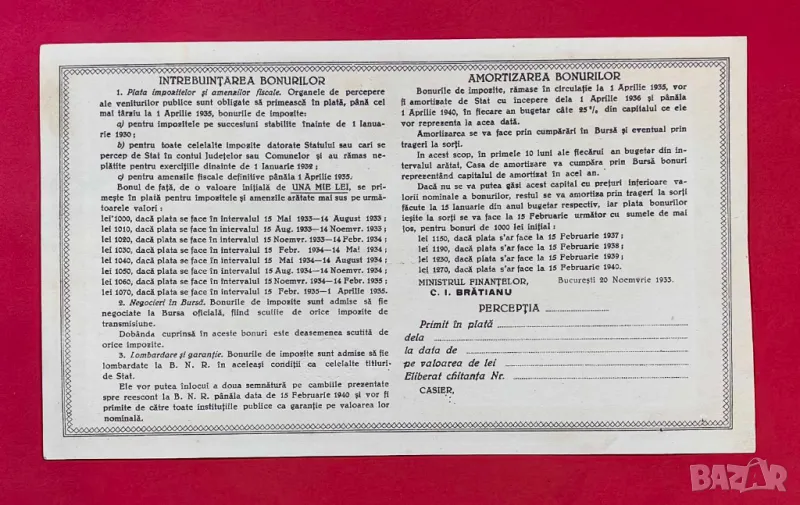 INTREBUINȚAREA BONURILOR
1. Plata impozitelor și amenzilor fiscale. Organele de percepere
ale veniturilor publice sunt obligate să primească în plată, până cel
mai târziu la 1 Aprilie 1935, bonurile de impozite:
a) pentru impozitele pe succesiuni stabilite înainte de 1 Ianua-
rie 1930;
b) pentru toate celelalte impozite datorate Statului sau cari se
percep de Stat în contul Județelor sau Comunelor și au rămas ne-
plătite pentru exercițiile dinainte de 1 Ianuarie 1932;
c) pentru amenzile fiscale definitive pânăla 1 Aprilie 1935.
Bonul de față, de o valoare inițială de UNA MIE LEI, se pri-
mește în plată pentru impozitele și amenzile arătate mai sus pe urmă-
toarele valori:
lei 1000, dacă plata se face în intervalul 15 Mai 1933—14 August 1933;
lei 1010, dacă plata se face în intervalul 15 Aug. 1933—14 Noemvr. 1933;
lei 1020, dacă plata se face în intervalul 15 Noemvr. 1933—14 Febr. 1934;
lei 1030, dacă plata se face în intervalul 15 Febr. 1934—14 Mai 1934;
lei 1040, dacă plata se face în intervalul 15 Mai 1934—14 August 1934;
lei 1050, dacă plata se face în intervalul 15 Aug. 1934—14 Noemvr. 1934;
lei 1060, dacă plata se face în intervalul 15 Noemvr. 1934—14 Febr. 1935;
lei 1070, dacă plata se face în intervalul 15 Febr. 1935—1 Aprilie 1935.
2. Negocieri în Bursă. Bonurile de impozite sunt admise să fie
negociate la Bursa oficială, fiind scutite de orice impozite de
transmisiune.
Dobânda cuprinsă în aceste bonuri este deasemenea scutită de
orice impozite.
3. Lombardare și garanție. Bonurile de impozite sunt admise să fie
lombardate la B. N. R. în aceleași condiții ca celelalte titluri-
de Stat.
Ele vor putea înlocui a doua semnătură pe cambiile prezentate
spre reescont la B. N. R. pânăla data de 15 Februarie 1940 și vor fi
primite de către toate instituțiile publice ca garanție pe valoarea lor
nominală.
AMORTIZAREA BONURILOR
Bonurile de impozite, rămase în circulație la 1 Aprilie 1935, vor
fi amortizate de Stat cu începere dela 1 Aprilie 1936 și pânăla
1 Aprilie 1940, în fiecare an bugetar câte 25% din capitalul ce ele
vor reprezenta la acea dată.
Amortizarea se va face prin cumpărări în Bursă și eventual prin
trageri la sorți.
In acest scop, în primele 10 luni ale fiecărui an bugetar din in-
tervalul arătat, Casa de amortizare va cumpăra prin Bursă bonuri
reprezentând capitalul de amortizat în acel an.
Dacă nu se va putea găsi acest capital cu prețuri inferioare va-
lorii nominale a bonurilor, restul se va amortiza prin trageri la sorți
făcute la 15 Ianuarie din anul bugetar respectiv, iar plata bonurilor
ieșite la sorți se va face la 15 Februarie următor cu sumele de mai
jos, pentru bonuri de 1000 lei inițial:
lei 1150, dacă plata s'ar face la 15 Februarie 1937;
lei 1190, dacă plata s'ar face la 15 Februarie 1938;
lei 1230, dacă plata s'ar face la 15 Februarie 1939;
lei 1270, dacă plata s'ar face la 15 Februarie 1940.
MINISTRUL FINANȚELOR, București 20 Noemvrie 1933.
C. I. BRĂTIANU
PERCEPȚIA
Primit în plată
dela
la data de
pe valoarea de lei
Eliberat chitanța Nr.
CASIER,
BAZAR